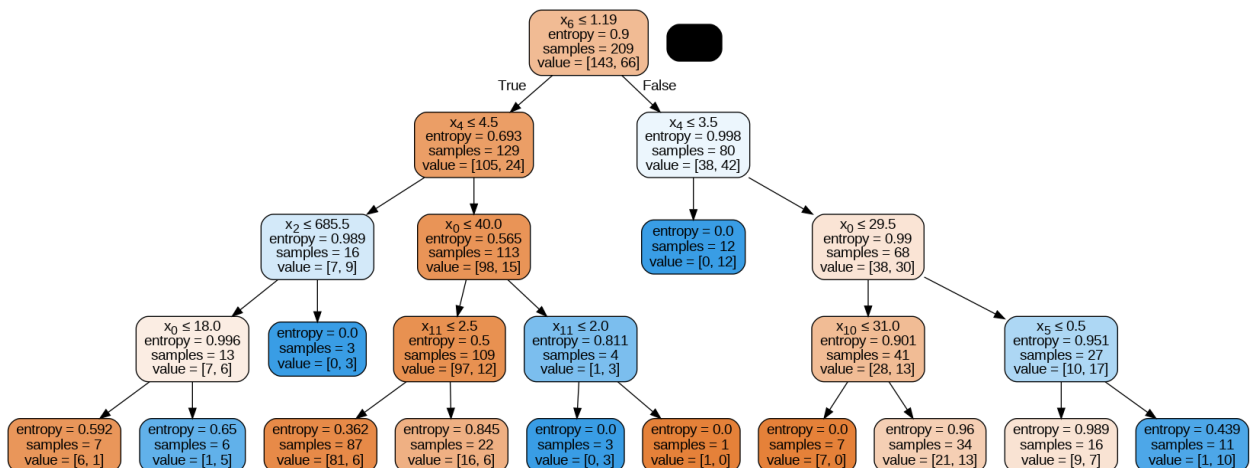 x6 ≤ 1.19
entropy = 0.9
samples = 209
value = [143, 66]
True
False
x4 ≤ 4.5
entropy = 0.693
samples = 129
value = [105, 24]
x4 ≤ 3.5
entropy = 0.998
samples = 80
value = [38, 42]
x2 ≤ 685.5
entropy = 0.989
samples = 16
value = [7, 9]
x0 ≤ 40.0
entropy = 0.565
samples = 113
value = [98, 15]
entropy = 0.0
samples = 12
value = [0, 12]
x0 ≤ 29.5
entropy = 0.99
samples = 68
value = [38, 30]
x0 ≤ 18.0
entropy = 0.996
samples = 13
value = [7, 6]
entropy = 0.0
samples = 3
value = [0, 3]
x11 ≤ 2.5
entropy = 0.5
samples = 109
value = [97, 12]
x11 ≤ 2.0
entropy = 0.811
samples = 4
value = [1, 3]
x10 ≤ 31.0
entropy = 0.901
samples = 41
value = [28, 13]
x5 ≤ 0.5
entropy = 0.951
samples = 27
value = [10, 17]
entropy = 0.592
samples = 7
value = [6, 1]
entropy = 0.65
samples = 6
value = [1, 5]
entropy = 0.362
samples = 87
value = [81, 6]
entropy = 0.845
samples = 22
value = [16, 6]
entropy = 0.0
samples = 3
value = [0, 3]
entropy = 0.0
samples = 1
value = [1, 0]
entropy = 0.0
samples = 7
value = [7, 0]
entropy = 0.96
samples = 34
value = [21, 13]
entropy = 0.989
samples = 16
value = [9, 7]
entropy = 0.439
samples = 11
value = [1, 10]